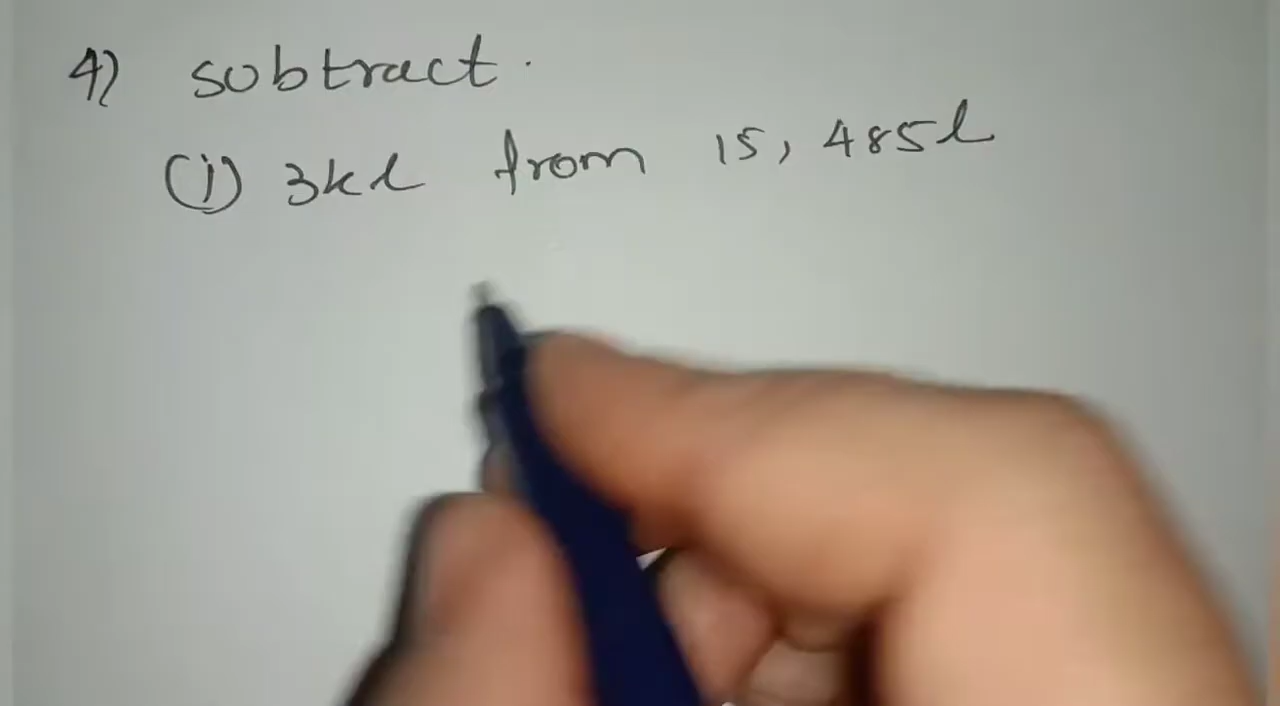 4) subtract.
(i) 3kl from 15,485l